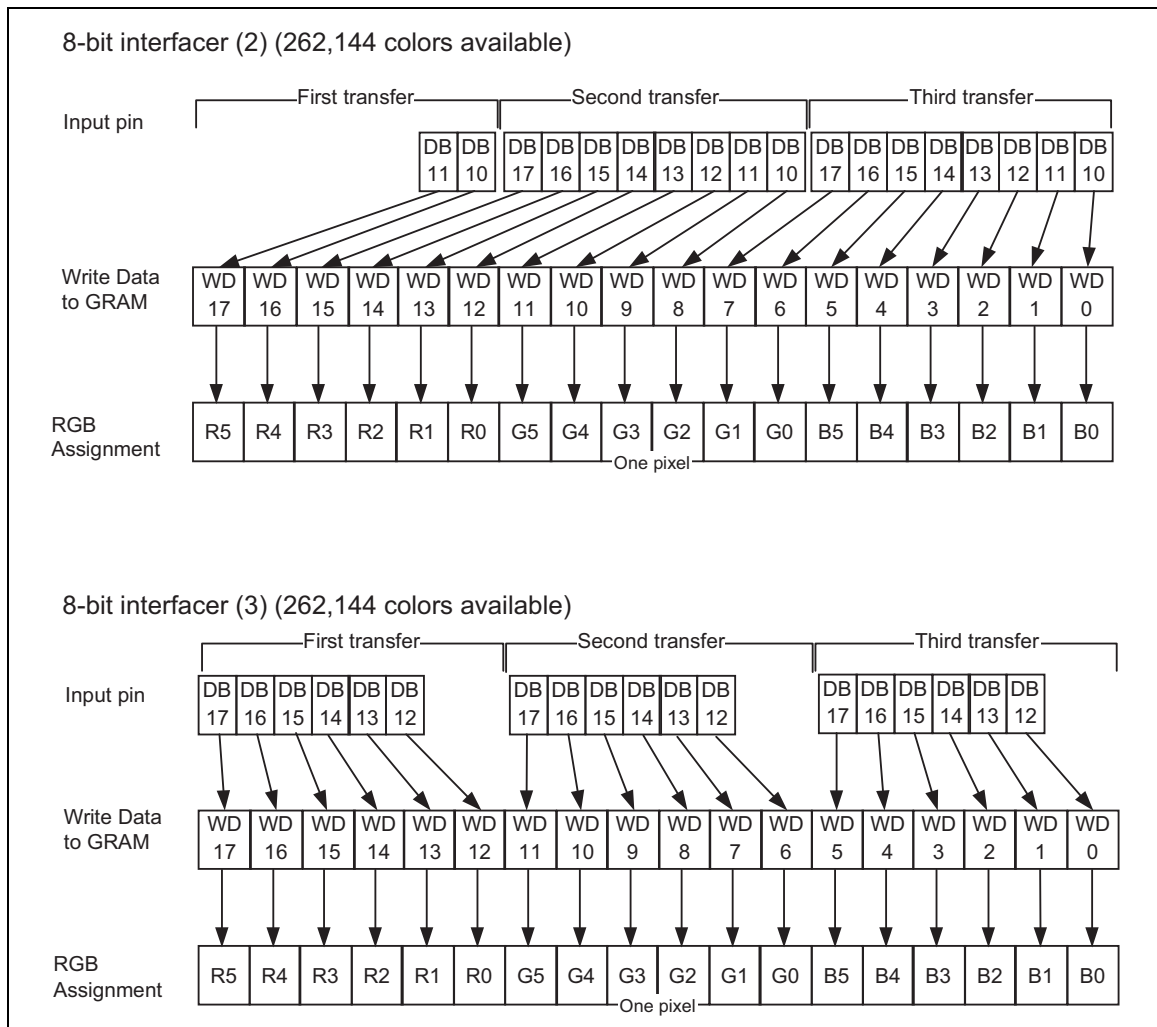 8-bit interfacer (2) (262,144 colors available)
First transfer Second transfer Third transfer
Input pin
DB DB DB DB DB DB DB DB DB DB DB DB DB DB DB DB DB DB
11 10 17 16 15 14 13 12 11 10 17 16 15 14 13 12 11 10
Write Data
to GRAM
WD WD WD WD WD WD WD WD WD WD WD WD WD WD WD WD WD WD
17 16 15 14 13 12 11 10 9 8 7 6 5 4 3 2 1 0
RGB
Assignment
R5 R4 R3 R2 R1 R0 G5 G4 G3 G2 G1 G0 B5 B4 B3 B2 B1 B0
One pixel
8-bit interfacer (3) (262,144 colors available)
First transfer Second transfer Third transfer
Input pin
DB DB DB DB DB DB DB DB DB DB DB DB DB DB DB DB DB DB
17 16 15 14 13 12 17 16 15 14 13 12 17 16 15 14 13 12
Write Data
to GRAM
WD WD WD WD WD WD WD WD WD WD WD WD WD WD WD WD WD WD
17 16 15 14 13 12 11 10 9 8 7 6 5 4 3 2 1 0
RGB
Assignment
R5 R4 R3 R2 R1 R0 G5 G4 G3 G2 G1 G0 B5 B4 B3 B2 B1 B0
One pixel